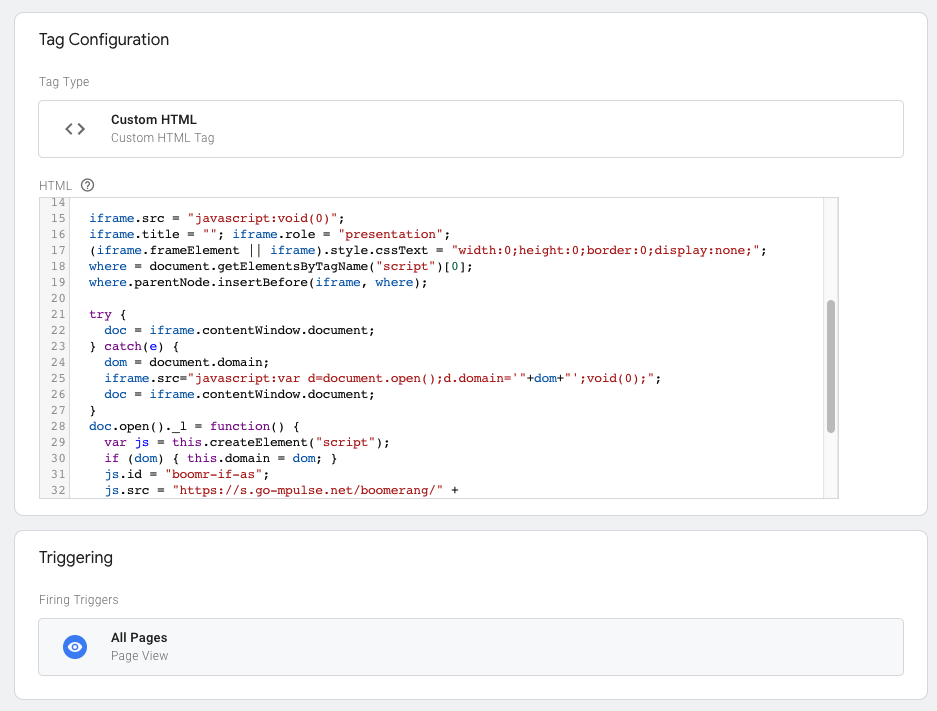 Tag Configuration
Tag Type
Custom HTML
Custom HTML Tag
HTML
14
15 iframe.src = "javascript:void(0)";
16 iframe.title = ""; iframe.role = "presentation";
17 (iframe.frameElement || iframe).style.cssText = "width:0;height:0;border:0;display:none;";
18 where = document.getElementsByTagName("script")[0];
19 where.parentNode.insertBefore(iframe, where);
20
21 try {
22 doc = iframe.contentWindow.document;
23 } catch(e) {
24 dom = document.domain;
25 iframe.src="javascript:var d=document.open();d.domain='"+dom+"';void(0);";
26 doc = iframe.contentWindow.document;
27 }
28 doc.open()._l = function() {
29 var js = this.createElement("script");
30 if (dom) { this.domain = dom; }
31 js.id = "boomr-if-as";
32 js.src = "https://s.go-mpulse.net/boomerang/" +
Triggering
Firing Triggers
All Pages
Page View